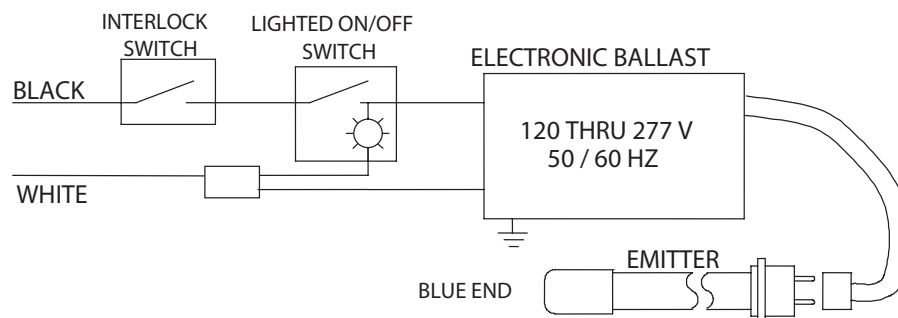 INTERLOCK
SWITCH
LIGHTED ON/OFF
SWITCH
ELECTRONIC BALLAST
BLACK
120 THRU 277 V
50 / 60 HZ
WHITE
EMITTER
BLUE END